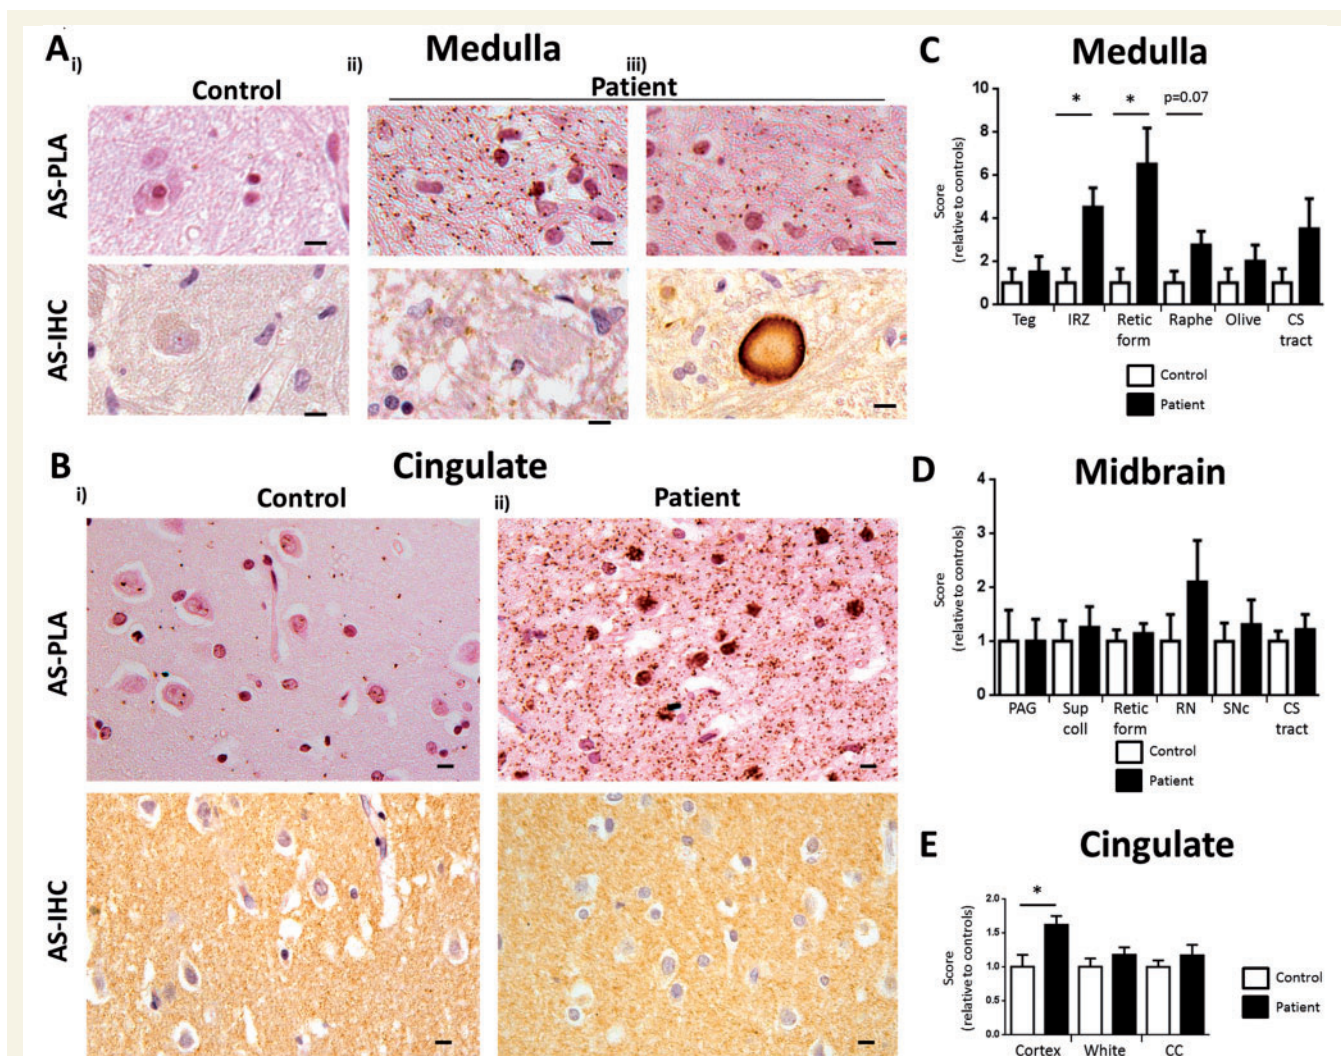 A
Medulla
i)
ii)
iii)
Control
Patient
AS-PLA
AS-IHC
B
Cingulate
i)
Control
ii)
Patient
AS-PLA
AS-IHC
C Medulla
Score
(relative to controls)
10
8
6
4
2
0
*
*
p=0.07
Teg IRZ Retic Raphe Olive CS
form tract
Control
Patient
D Midbrain
Score
(relative to controls)
4
3
2
1
0
PAG Sup Retic RN SNc CS
coll form tract
Control
Patient
E Cingulate
Score
(relative to controls)
2.0
1.5
1.0
0.5
0.0
*
Cortex White CC
Control
Patient